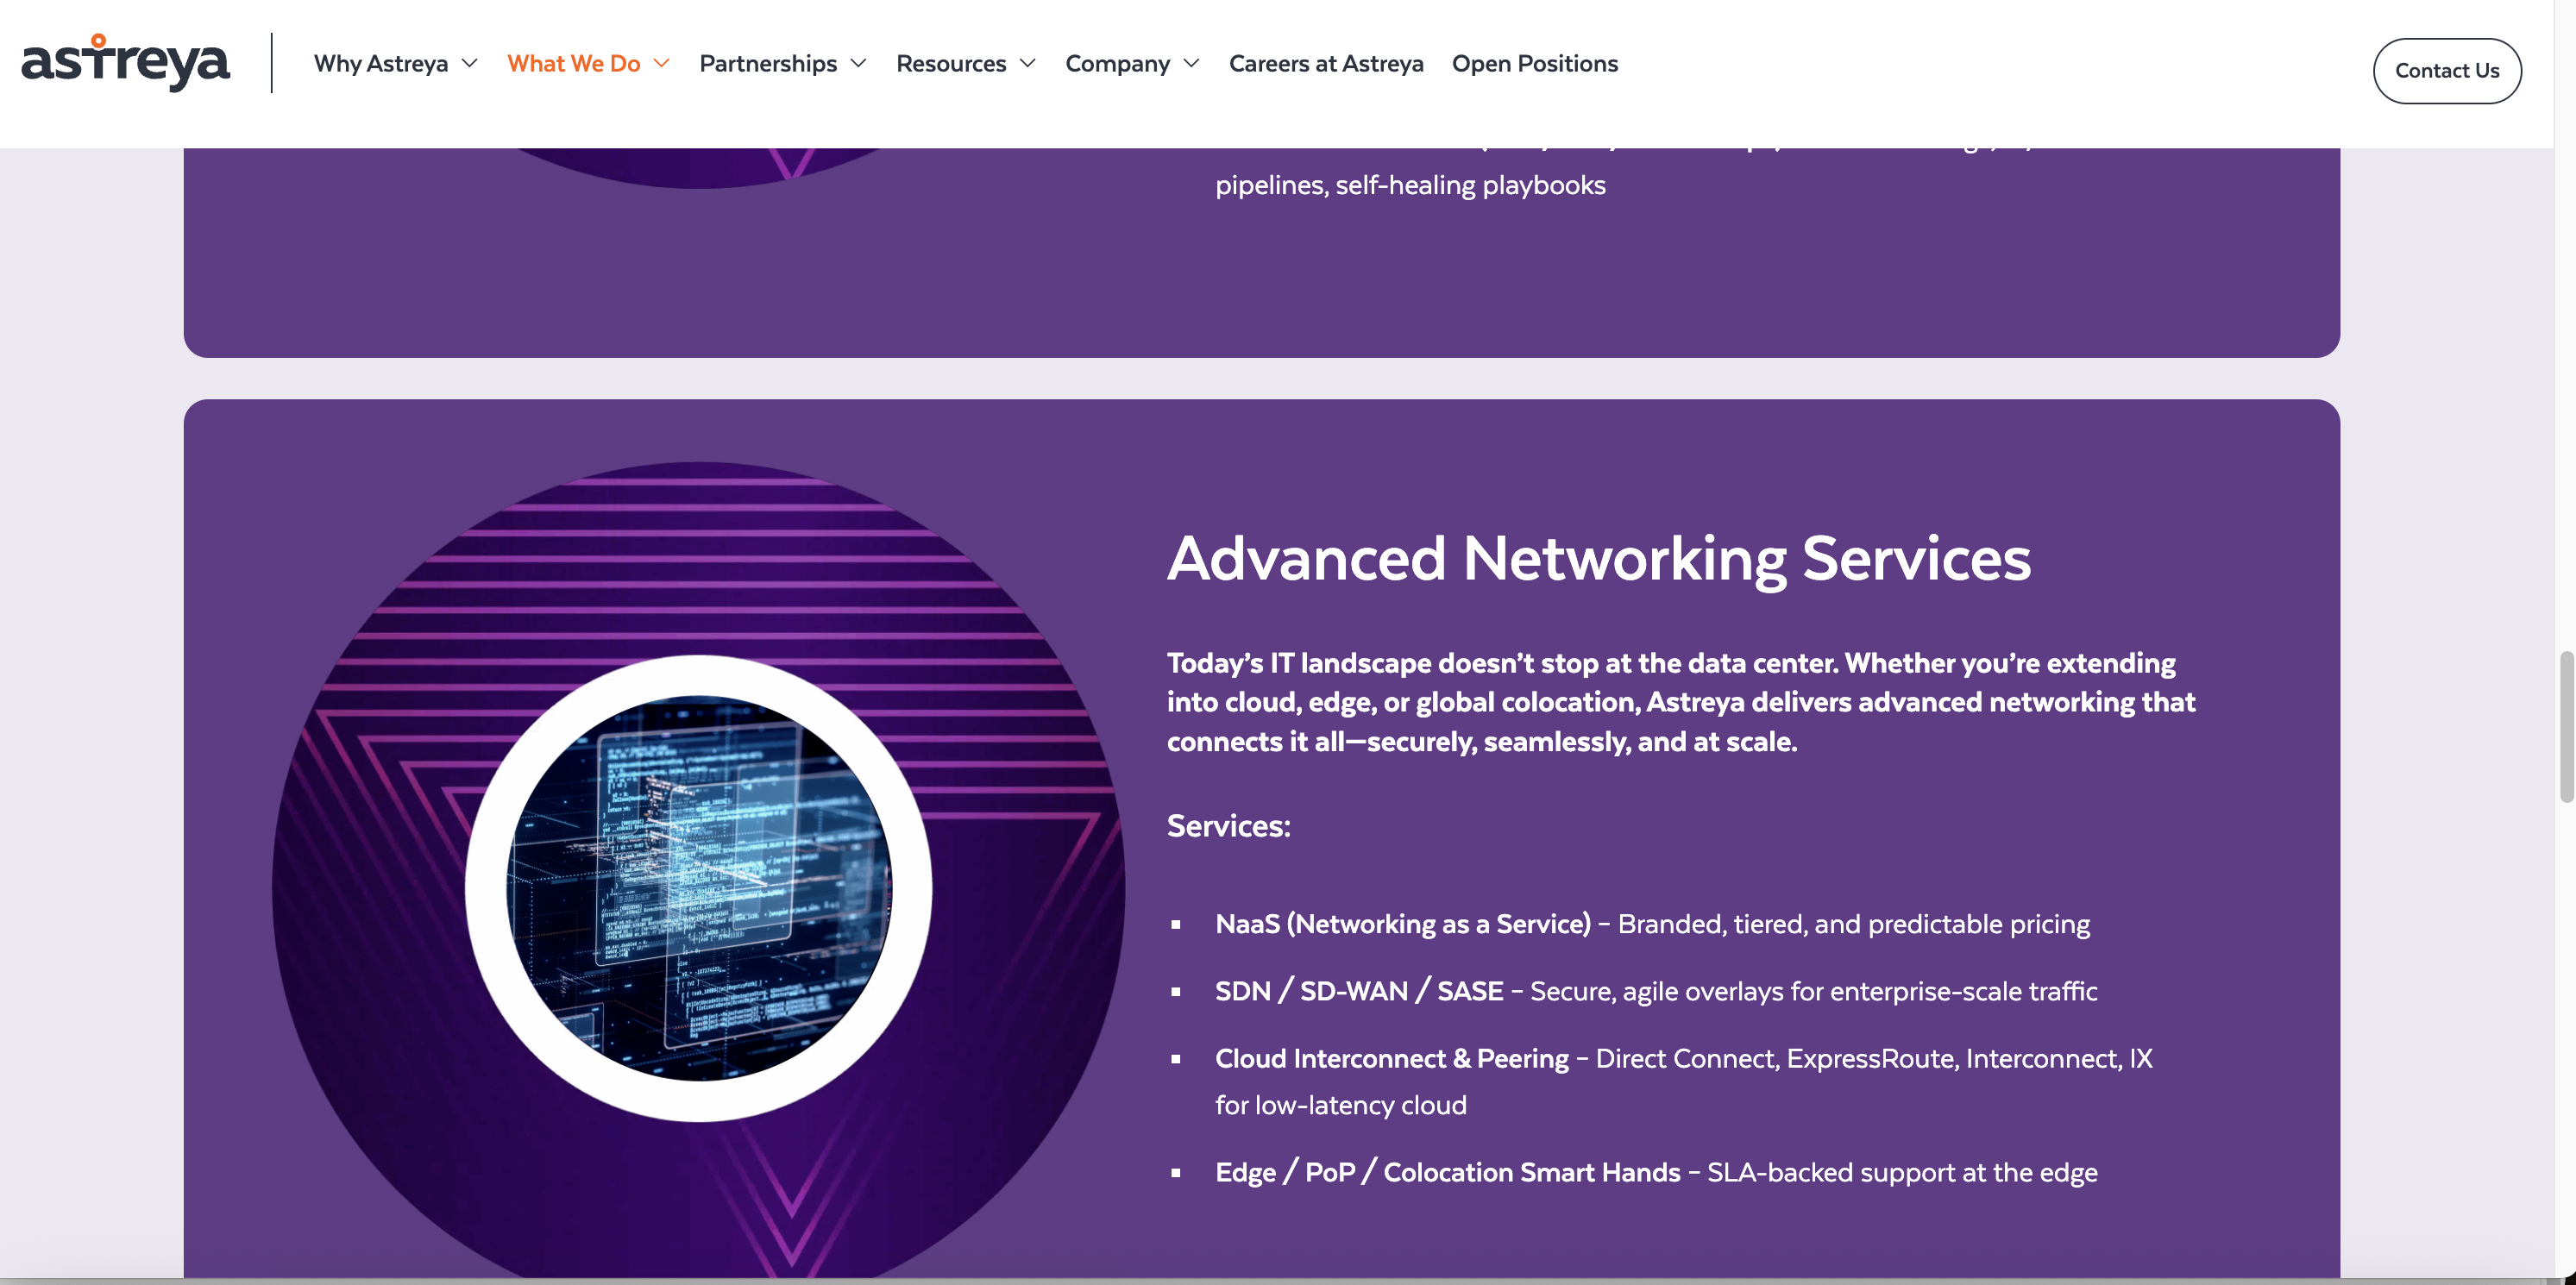 astreya
Why Astreya
What We Do
Partnerships
Resources
Company
Careers at Astreya
Open Positions
Contact Us
pipelines, self-healing playbooks
Advanced Networking Services
Today’s IT landscape doesn’t stop at the data center. Whether you’re extending
into cloud, edge, or global colocation, Astreya delivers advanced networking that
connects it all—securely, seamlessly, and at scale.
Services:
NaaS (Networking as a Service) – Branded, tiered, and predictable pricing
SDN / SD-WAN / SASE – Secure, agile overlays for enterprise-scale traffic
Cloud Interconnect & Peering – Direct Connect, ExpressRoute, Interconnect, IX
for low-latency cloud
Edge / PoP / Colocation Smart Hands – SLA-backed support at the edge